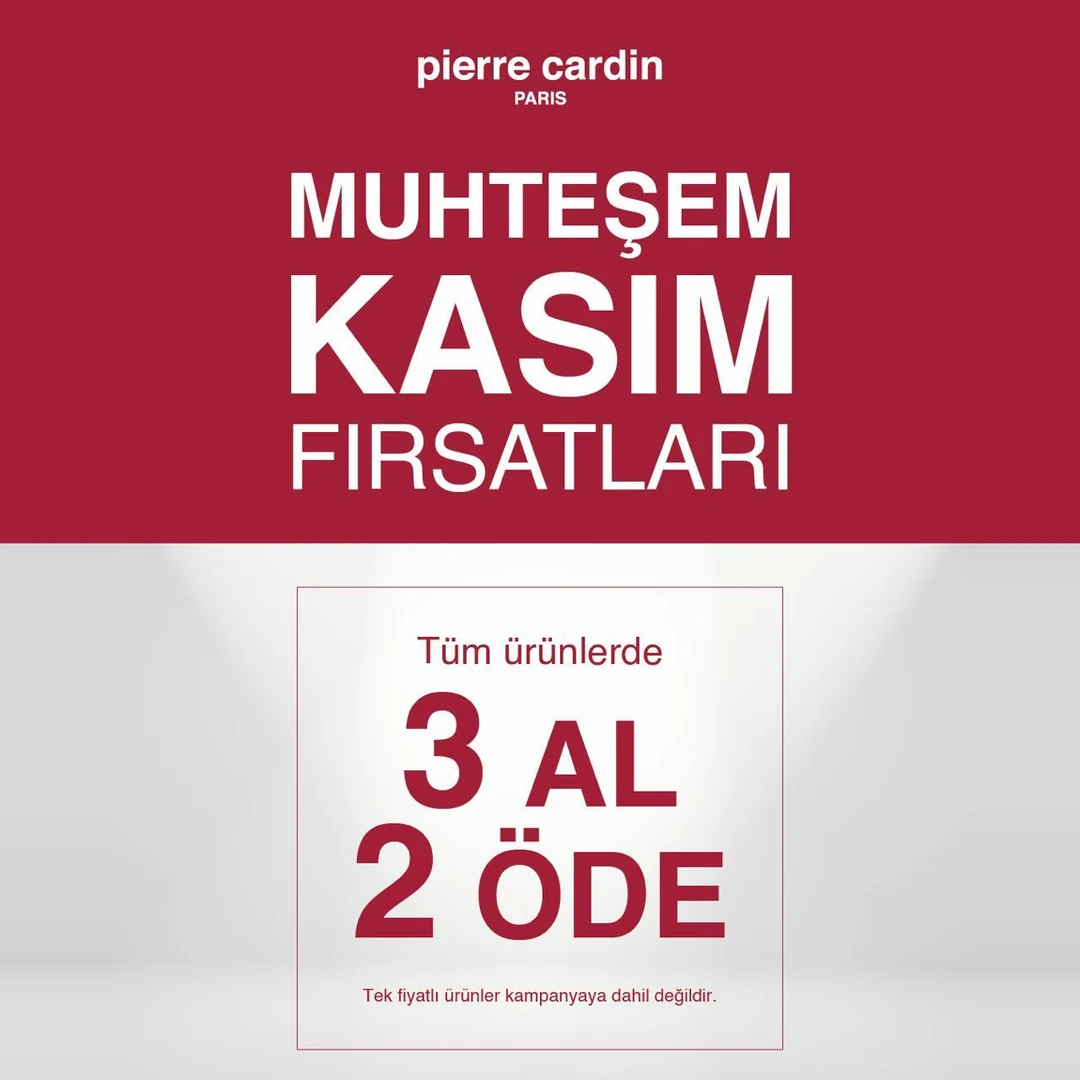 pierre cardin
PARIS
MUHTEŞEM
KASIM
FIRSATLARI
Tüm ürünlerde
3 AL
2 ÖDE
Tek fiyatlı ürünler kampanyaya dahil değildir.